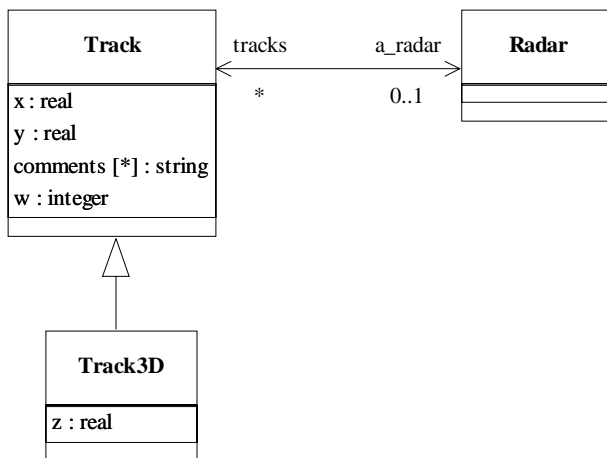 Track
x : real
y : real
comments [*] : string
w : integer
tracks
*
a_radar
0..1
Radar
Track3D
z : real